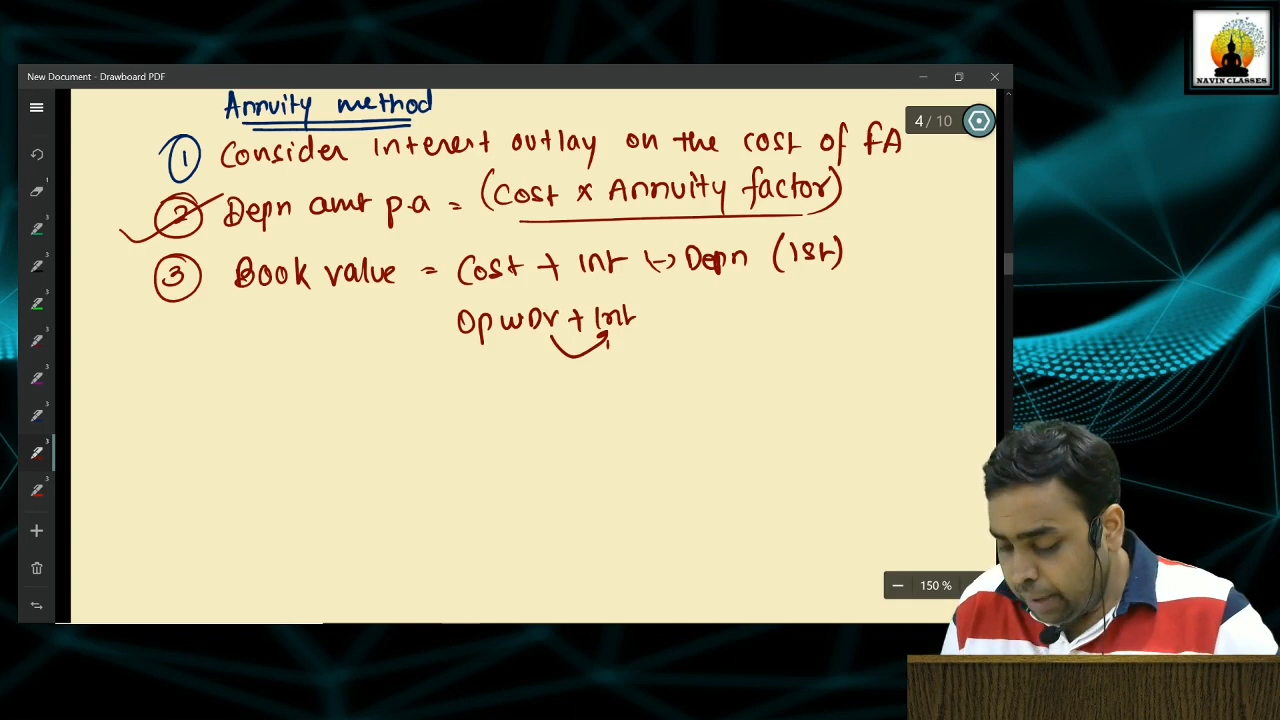 NAVIN CLASSES
New Document - Drawboard PDF
Annuity method
4 / 10
① Consider Interest outlay on the cost of FA
② Depn amt p.a = (Cost x Annuity factor)
③ Book value = Cost + Int (-) Depn (1st)
Op WDV + Int
150 %